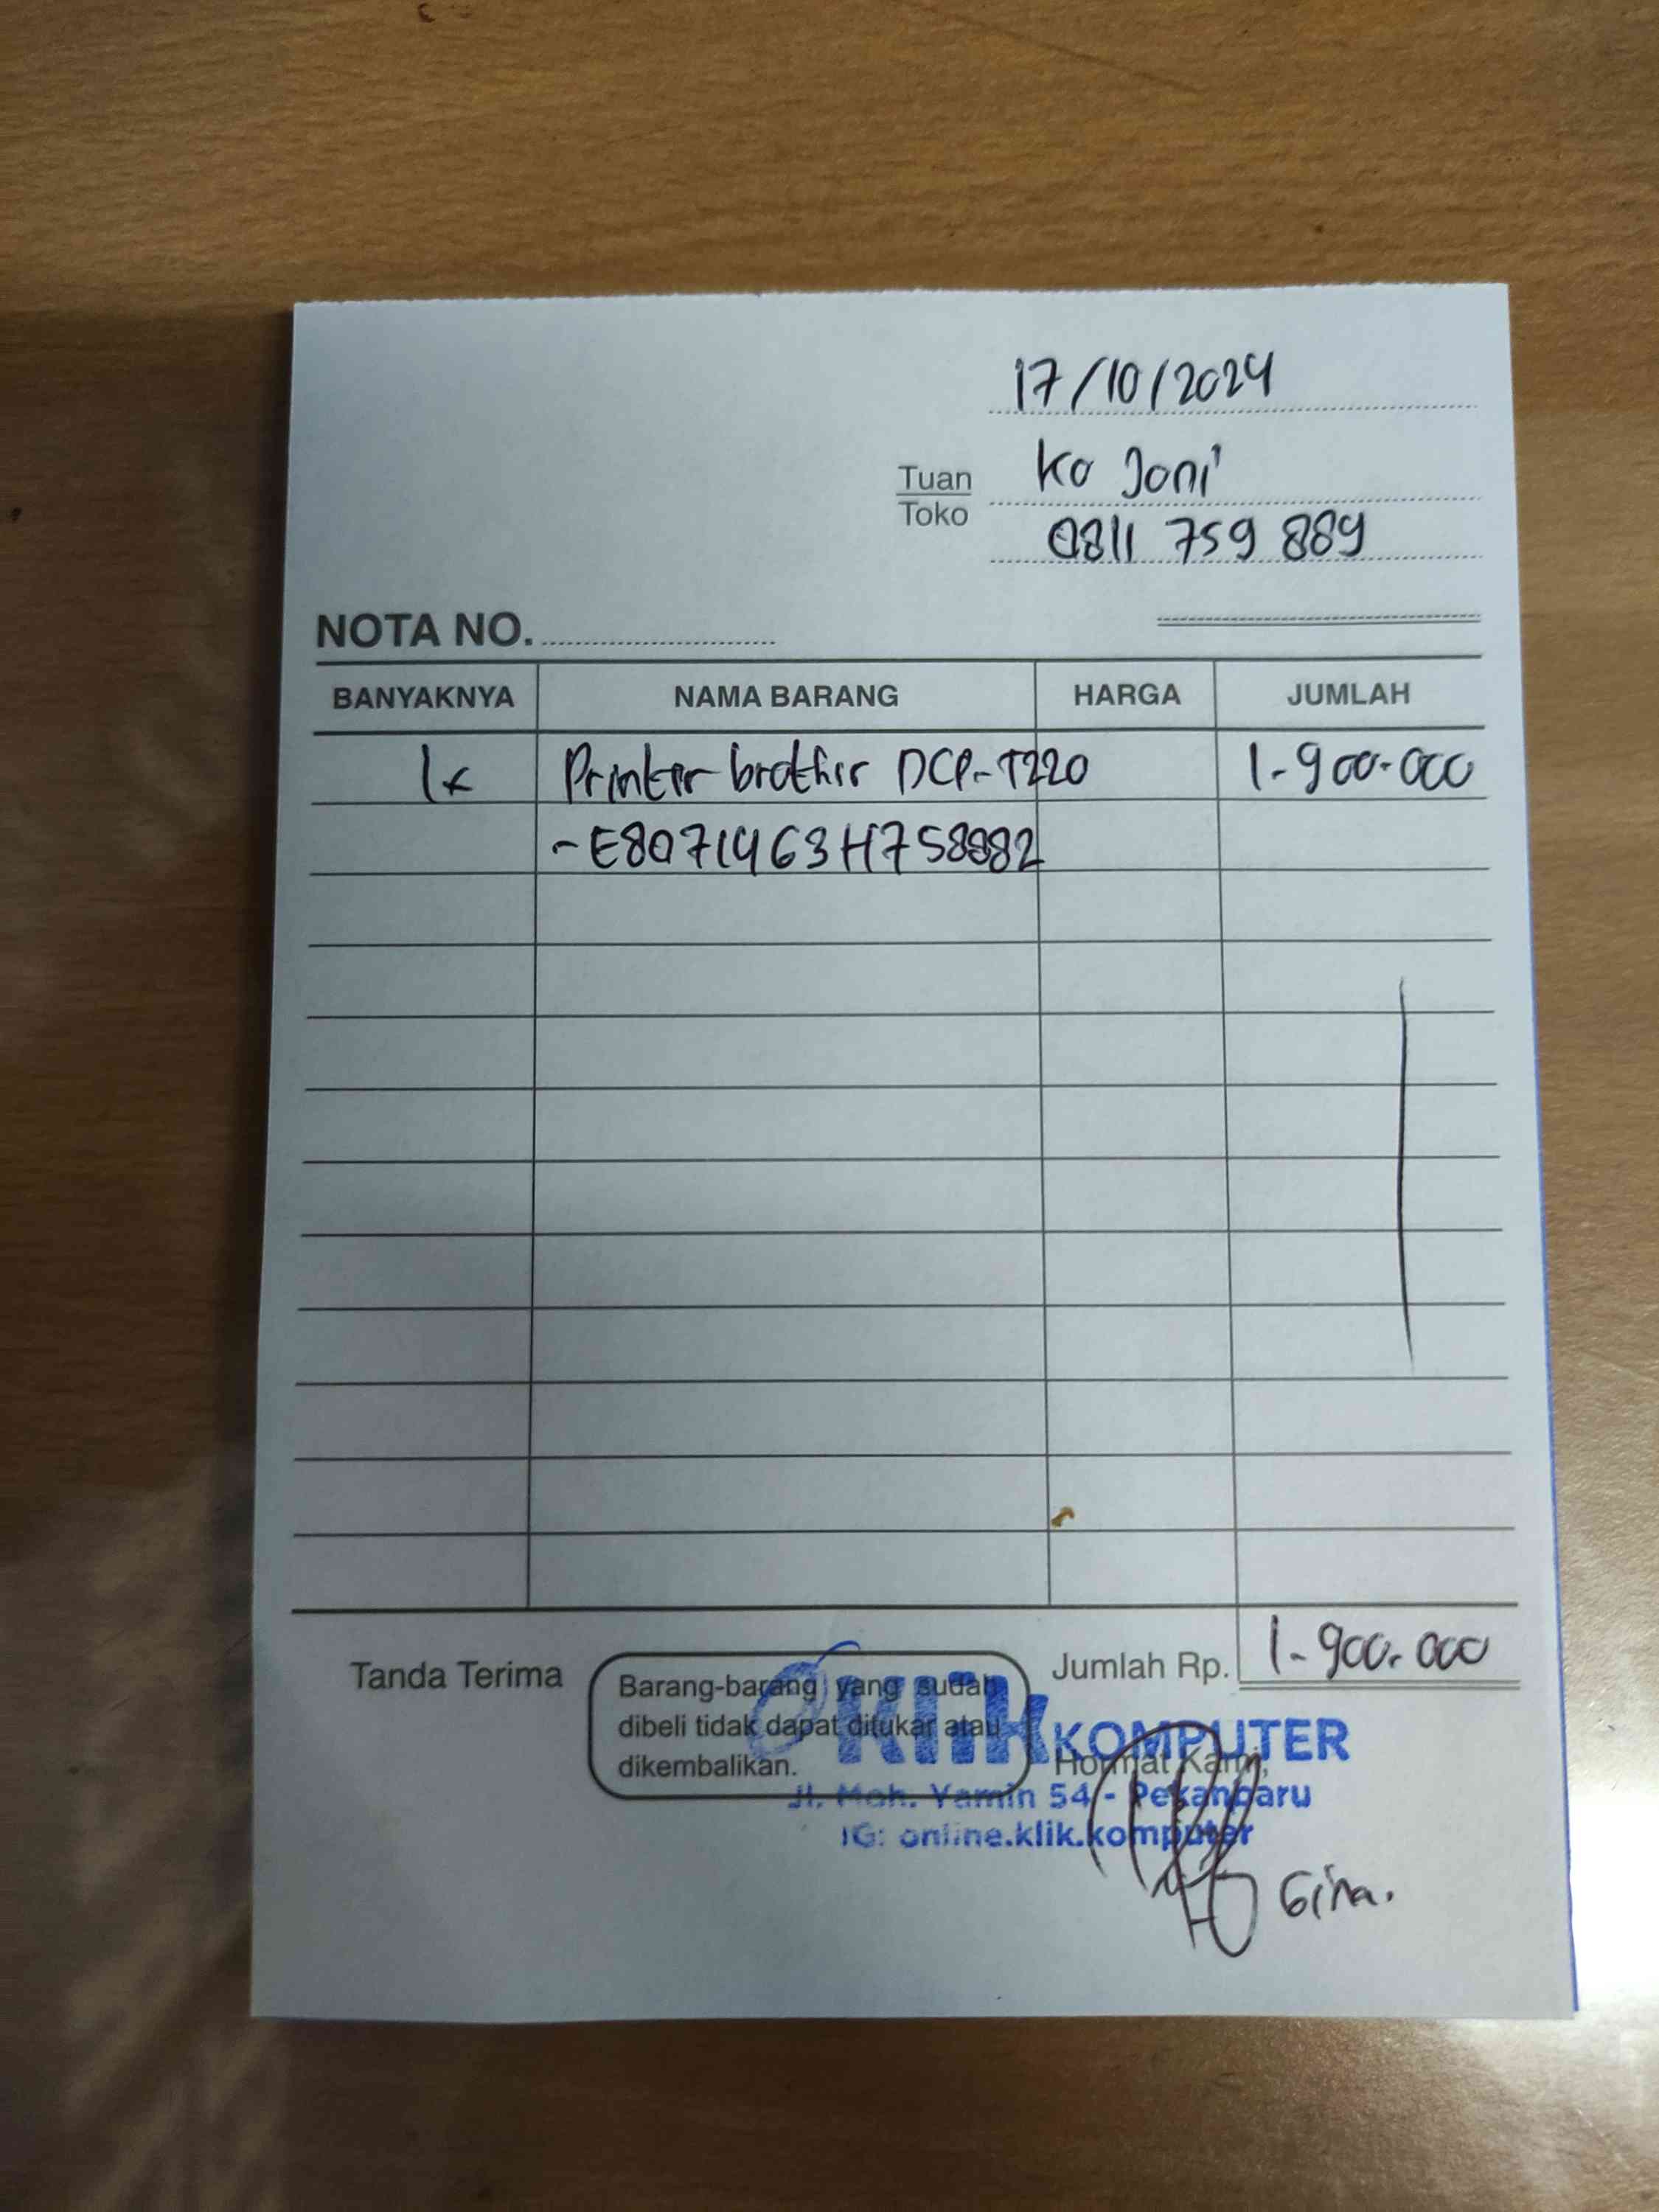 17/10/2024
Tuan Ko Joni
Toko
0811 759 889
NOTA NO.
BANYAKNYA NAMA BARANG HARGA JUMLAH
1x Printer brother DCP-T220 1-900-000
-E80719463H758882
Jumlah Rp. 1-900.000
Tanda Terima
Barang-barang yang sudah
dibeli tidak dapat ditukar atau
dikembalikan.
KliK KOMPUTER
Hormat Kami,
Jl. Moh. Yamin 54 - Pekanbaru
IG: online.klik.komputer
Gina.